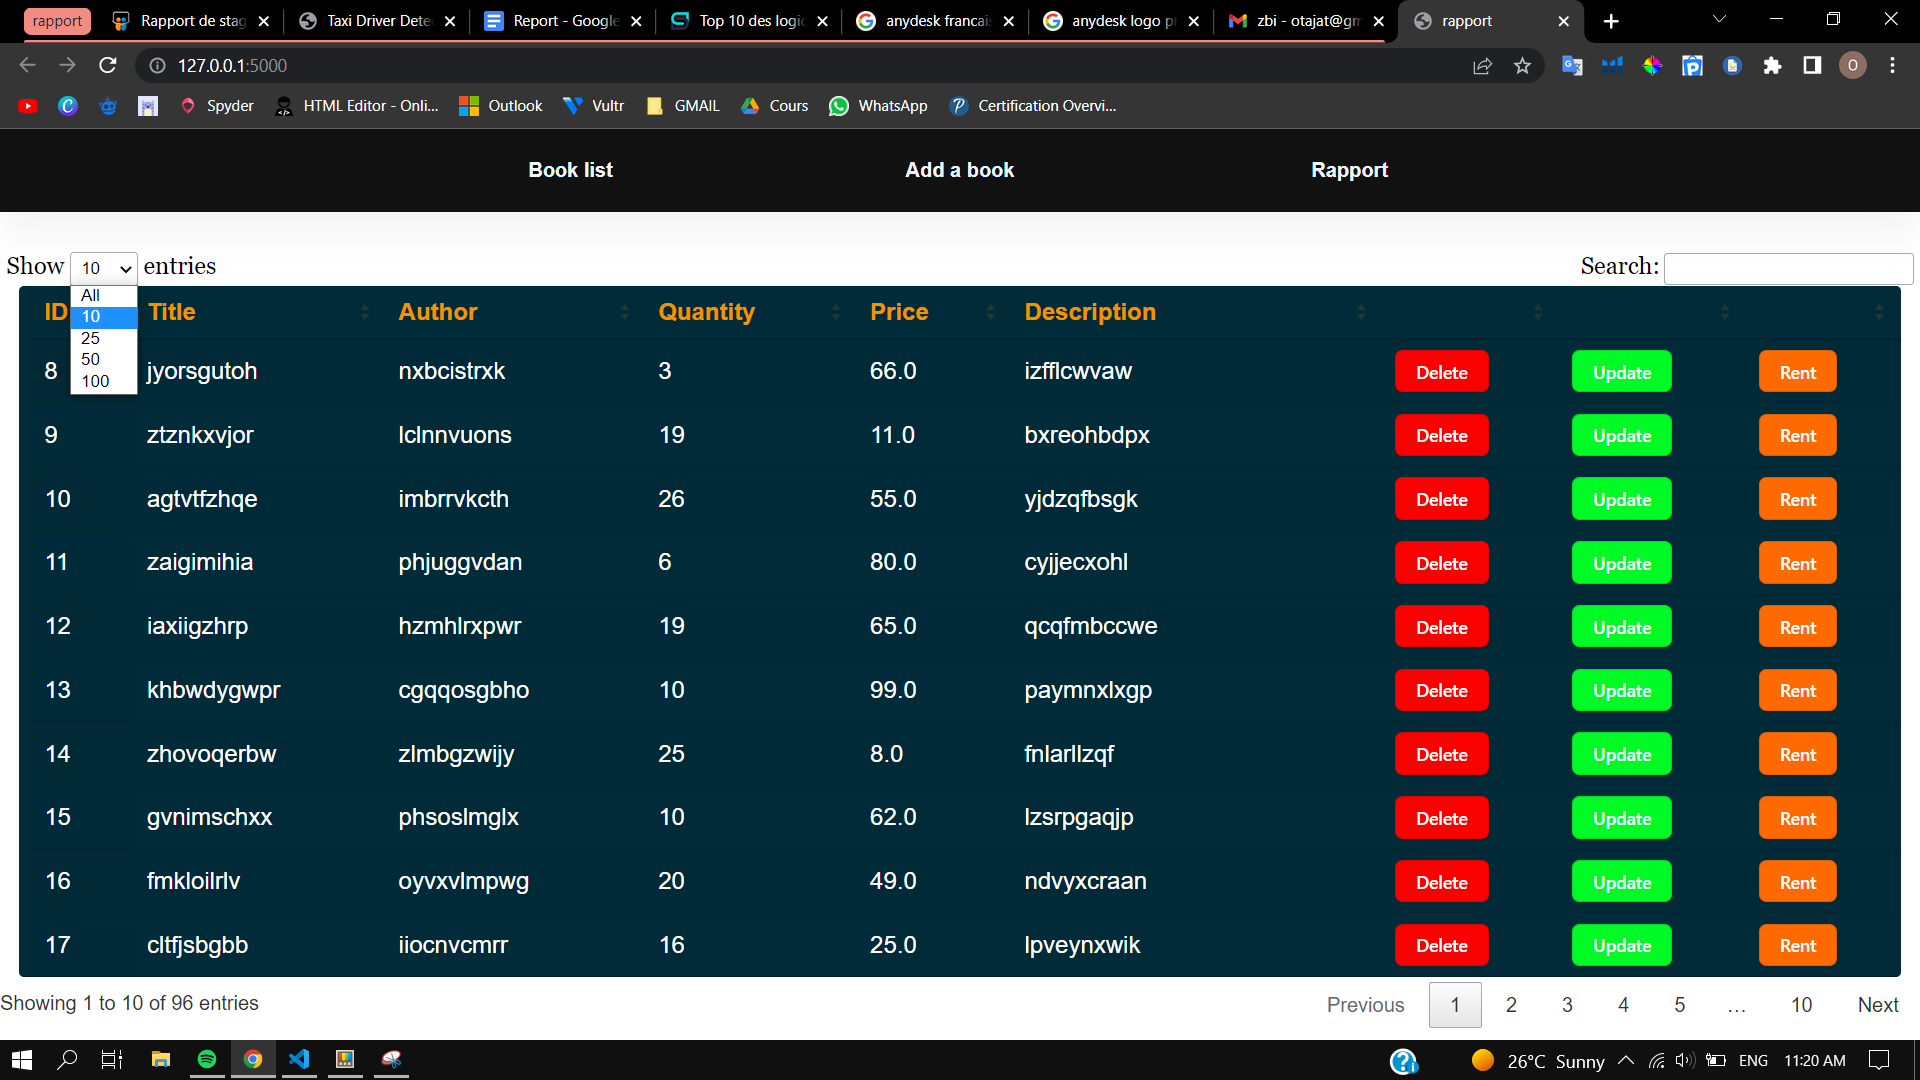 rapport Rapport de stag Taxi Driver Dete Report - Google Top 10 des logic anydesk francais anydesk logo p zbi - otajat@gm rapport
127.0.0.1:5000 O
Spyder HTML Editor - Onli... Outlook Vultr GMAIL Cours WhatsApp Certification Overvi...
Book list Add a book Rapport
Show 10 entries Search:
All
10
25
50
100
ID Title Author Quantity Price Description
8 jyorsgutoh nxbcistrxk 3 66.0 izfflcwvaw Delete Update Rent
9 ztznkxvjor lclnnvuons 19 11.0 bxreohbdpx Delete Update Rent
10 agtvtfzhqe imbrrvkcth 26 55.0 yjdzqfbsgk Delete Update Rent
11 zaigimihia phjuggvdan 6 80.0 cyjjecxohl Delete Update Rent
12 iaxiigzhrp hzmhlrxpwr 19 65.0 qcqfmbccwe Delete Update Rent
13 khbwdygwpr cgqqosgbho 10 99.0 paymnxlxgp Delete Update Rent
14 zhovoqerbw zlmbgzwijy 25 8.0 fnlarllzqf Delete Update Rent
15 gvnimschxx phsoslmglx 10 62.0 lzsrpgaqjp Delete Update Rent
16 fmkloilrlv oyvxvlmpwg 20 49.0 ndvyxcraan Delete Update Rent
17 cltfjsbgbb iiocnvcmrr 16 25.0 lpveynxwik Delete Update Rent
Showing 1 to 10 of 96 entries Previous 1 2 3 4 5 … 10 Next
26°C Sunny ENG 11:20 AM